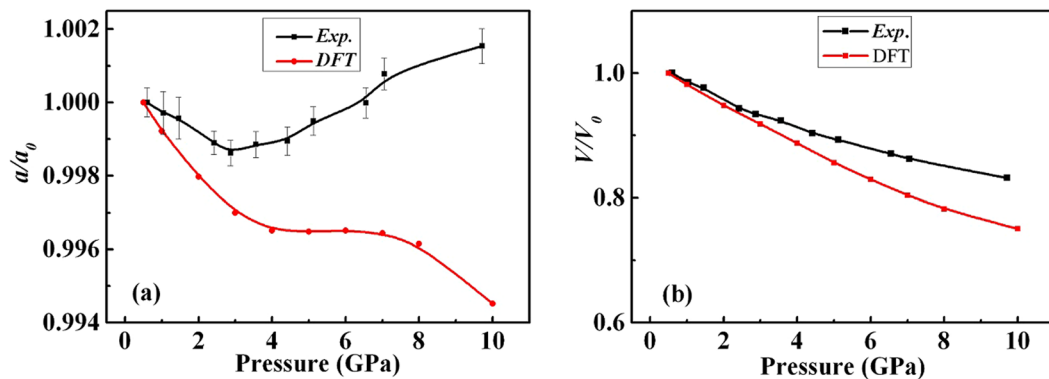 1.002
1.000
0.998
0.996
0.994
a/a₀
Exp.
DFT
(a)
0 2 4 6 8 10
Pressure (GPa)
1.0
0.8
0.6
V/V₀
Exp.
DFT
(b)
0 2 4 6 8 10
Pressure (GPa)